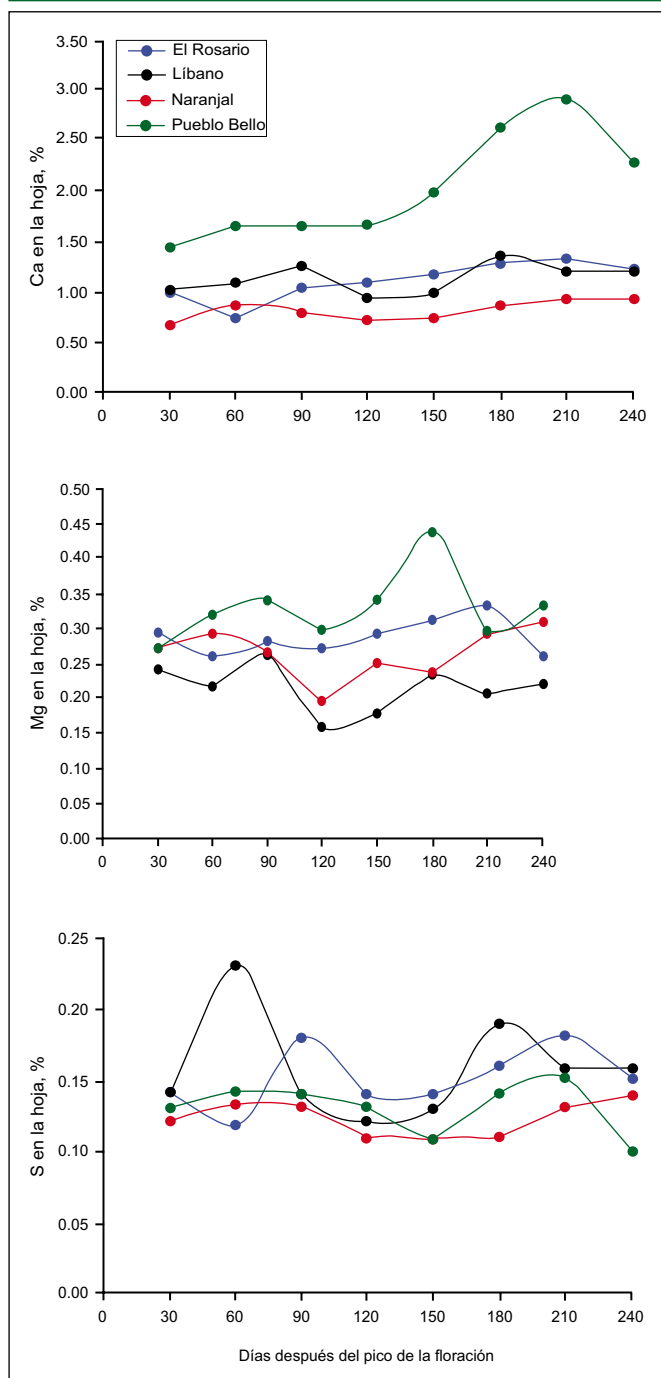 3.50
3.00
2.50
2.00
1.50
1.00
0.50
0.00
Ca en la hoja, %
El Rosario
Líbano
Naranjal
Pueblo Bello
0 30 60 90 120 150 180 210 240
0.50
0.45
0.40
0.35
0.30
0.25
0.20
0.15
0.10
0.05
0.00
Mg en la hoja, %
0 30 60 90 120 150 180 210 240
0.25
0.20
0.15
0.10
0.05
0.00
S en la hoja, %
0 30 60 90 120 150 180 210 240
Días después del pico de la floración